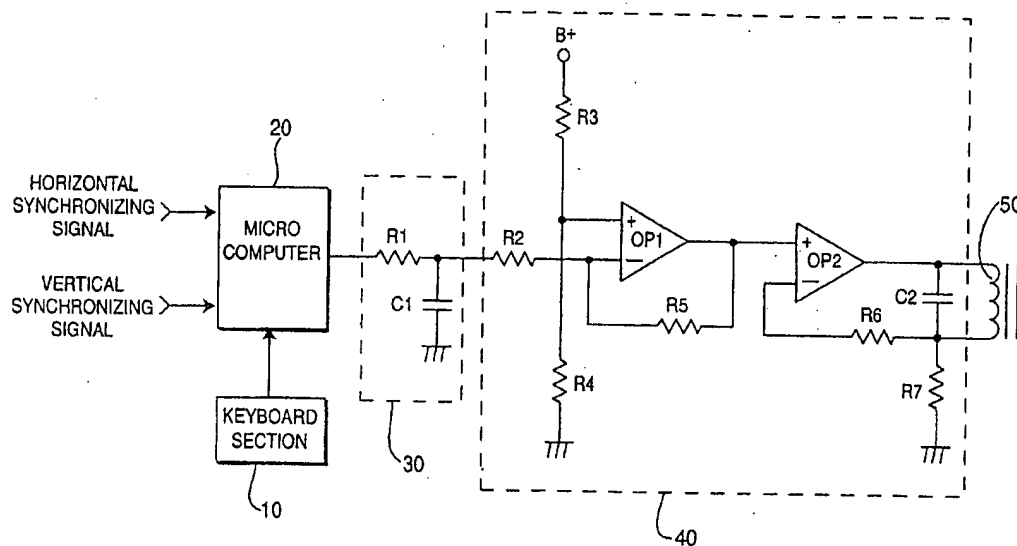 B+
R3
20
HORIZONTAL
SYNCHRONIZING
SIGNAL
MICRO
COMPUTER
VERTICAL
SYNCHRONIZING
SIGNAL
R1
C1
R2
+
OP1
−
R5
+
OP2
−
50
C2
R6
R7
R4
KEYBOARD
SECTION
30
10
40